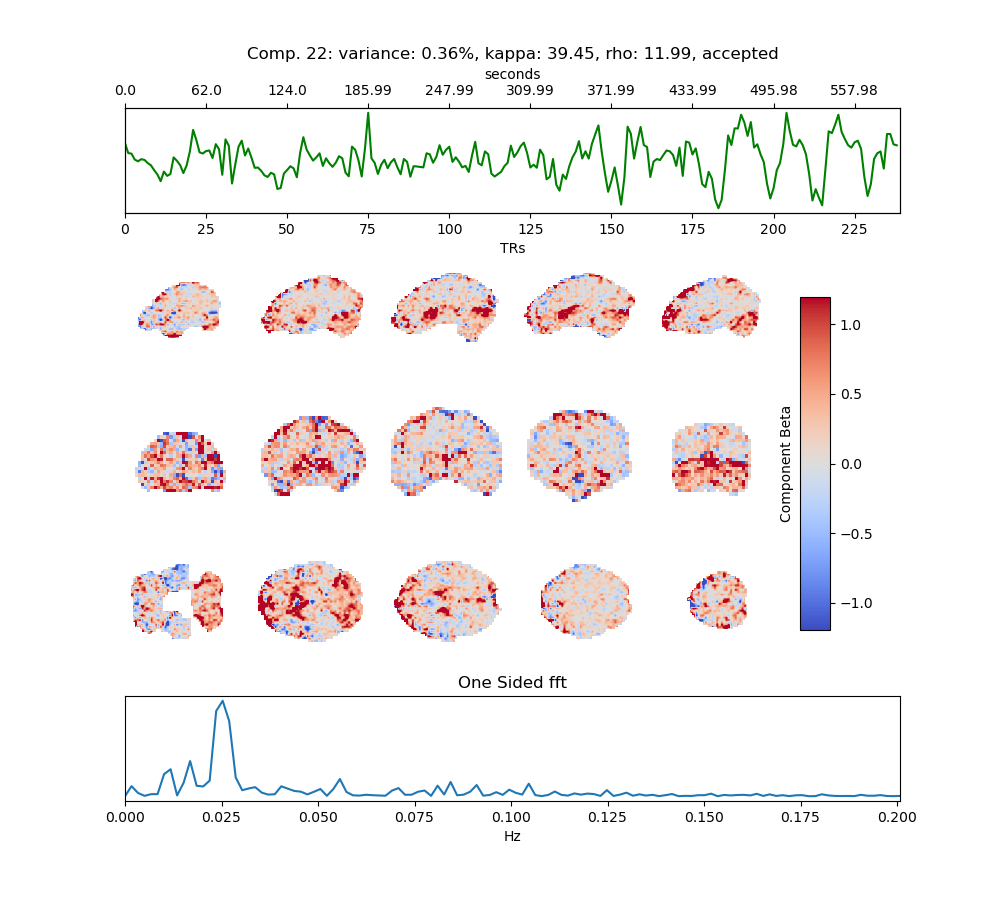 Comp. 22: variance: 0.36%, kappa: 39.45, rho: 11.99, accepted
seconds
0.0 62.0 124.0 185.99 247.99 309.99 371.99 433.99 495.98 557.98
0 25 50 75 100 125 150 175 200 225
TRs
1.0
0.5
0.0
−0.5
−1.0
Component Beta
One Sided fft
0.000 0.025 0.050 0.075 0.100 0.125 0.150 0.175 0.200
Hz